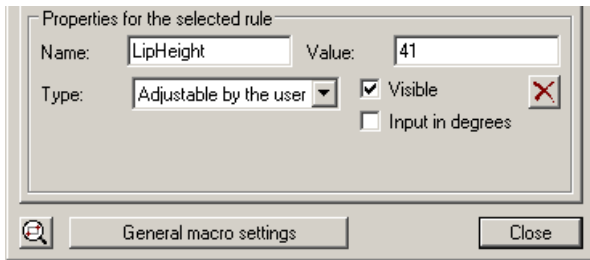 Properties for the selected rule
Name: LipHeight Value: 41
Type: Adjustable by the user Visible
Input in degrees
General macro settings Close